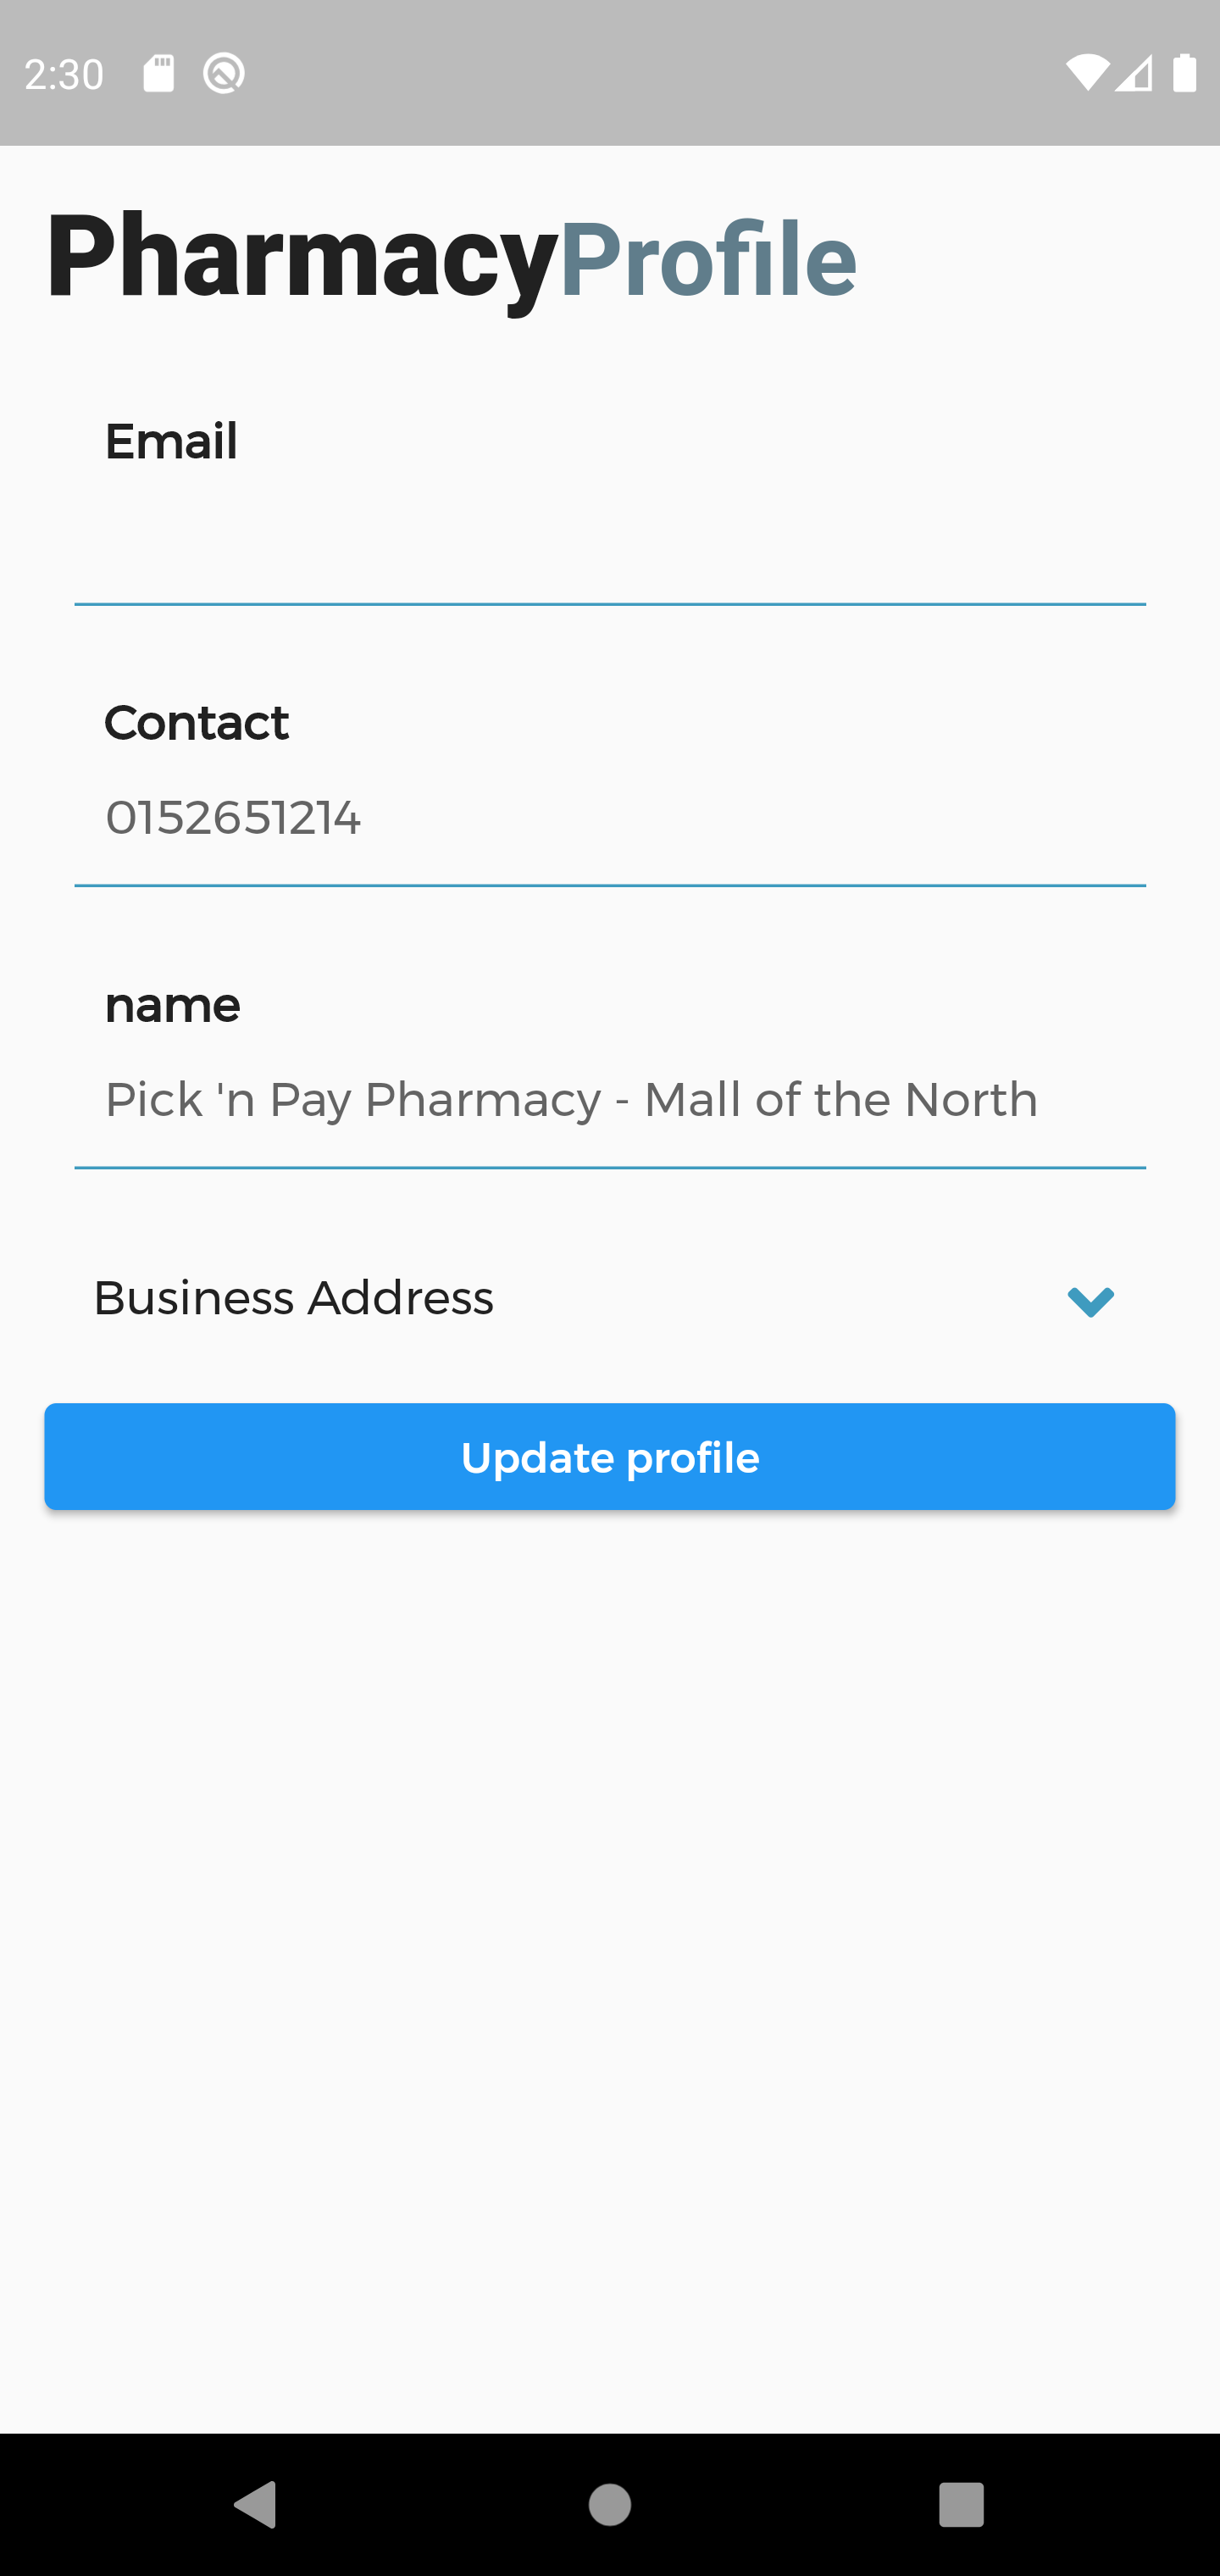 2:30
PharmacyProfile
Email
Contact
0152651214
name
Pick 'n Pay Pharmacy - Mall of the North
Business Address
Update profile